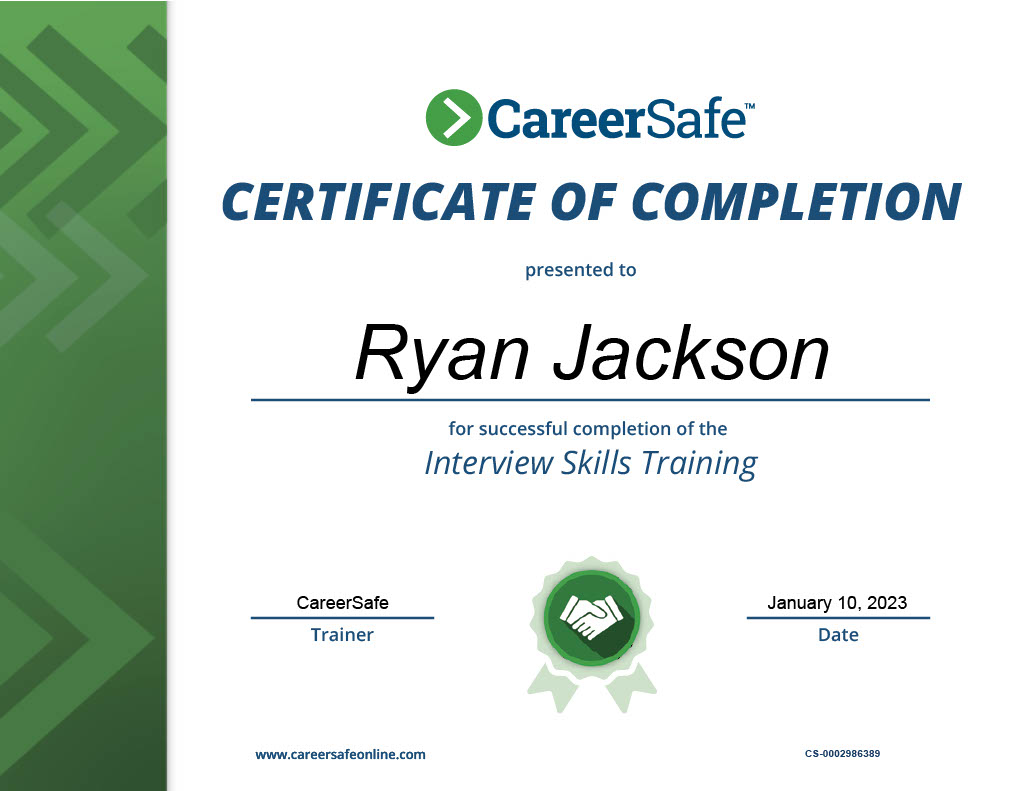 CareerSafe™
CERTIFICATE OF COMPLETION
presented to
Ryan Jackson
for successful completion of the
Interview Skills Training
CareerSafe
Trainer
January 10, 2023
Date
www.careersafeonline.com
CS-0002986389